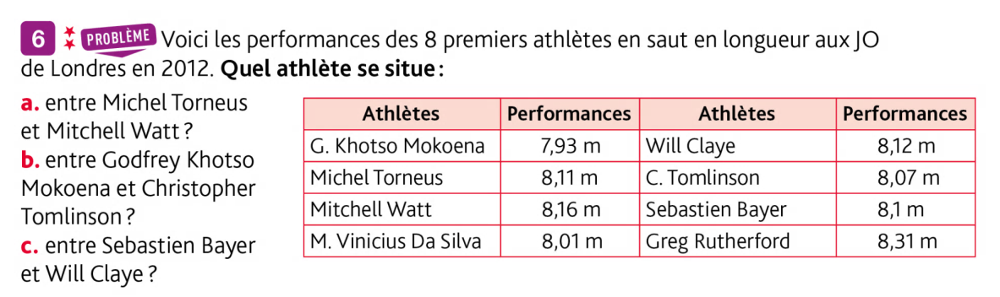 6 PROBLÈME Voici les performances des 8 premiers athlètes en saut en longueur aux JO
de Londres en 2012. Quel athlète se situe :
a. entre Michel Torneus
et Mitchell Watt ?
b. entre Godfrey Khotso
Mokoena et Christopher
Tomlinson ?
c. entre Sebastien Bayer
et Will Claye ?
Athlètes Performances Athlètes Performances
G. Khotso Mokoena 7,93 m Will Claye 8,12 m
Michel Torneus 8,11 m C. Tomlinson 8,07 m
Mitchell Watt 8,16 m Sebastien Bayer 8,1 m
M. Vinicius Da Silva 8,01 m Greg Rutherford 8,31 m